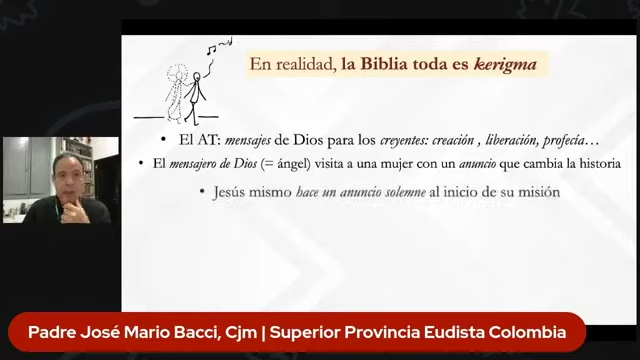 En realidad, la Biblia toda es kerigma
• El AT: mensajes de Dios para los creyentes: creación , liberación, profecía…
• El mensajero de Dios (= ángel) visita a una mujer con un anuncio que cambia la historia
• Jesús mismo hace un anuncio solemne al inicio de su misión
Padre José Mario Bacci, Cjm | Superior Provincia Eudista Colombia